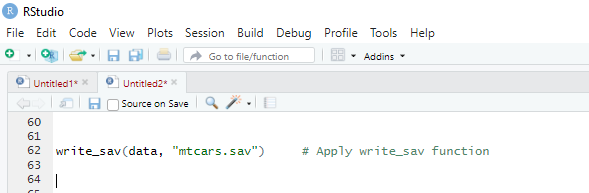 RStudio
File Edit Code View Plots Session Build Debug Profile Tools Help
Go to file/function Addins
Untitled1* Untitled2*
Source on Save
60
61
62 write_sav(data, "mtcars.sav") # Apply write_sav function
63
64
65